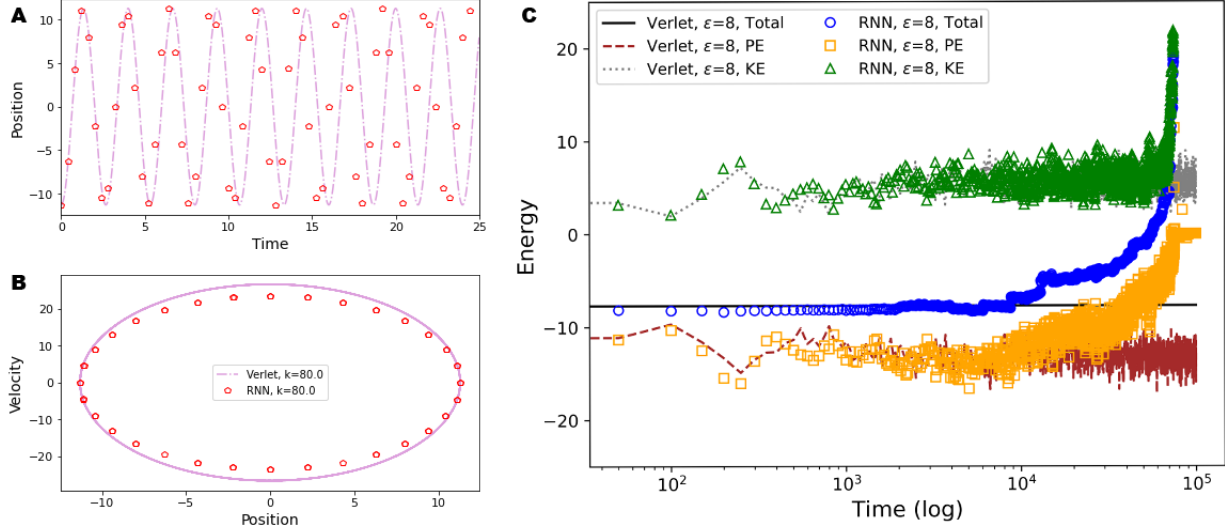 A
10
5
0
−5
−10
Position
0
5
10
15
20
25
Time
B
20
10
0
−10
−20
Velocity
Verlet, k=80.0
RNN, k=80.0
−10
−5
0
5
10
Position
C
Verlet, ε=8, Total
Verlet, ε=8, PE
Verlet, ε=8, KE
RNN, ε=8, Total
RNN, ε=8, PE
RNN, ε=8, KE
20
10
0
−10
−20
Energy
10²
10³
10⁴
10⁵
Time (log)